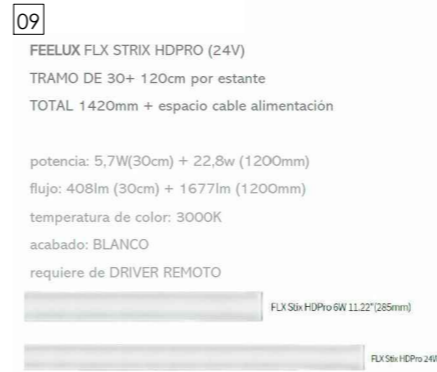 09
FEELUX FLX STRIX HDPRO (24V)
TRAMO DE 30+ 120cm por estante
TOTAL 1420mm + espacio cable alimentación
potencia: 5,7W(30cm) + 22,8w (1200mm)
flujo: 408lm (30cm) + 1677lm (1200mm)
temperatura de color: 3000K
acabado: BLANCO
requiere de DRIVER REMOTO
FLX Stix HDPro 6W 11.22"(285mm)
FLX Stix HDPro 24W